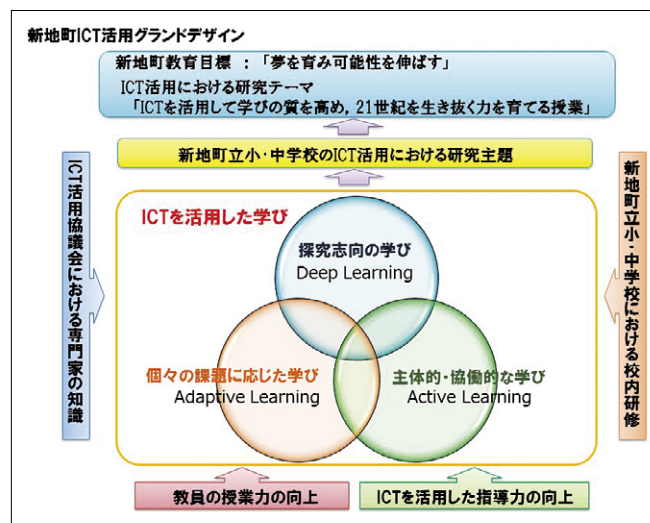 新地町ICT活用グランドデザイン
新地町教育目標 : 「夢を育み可能性を伸ばす」
ICT活用における研究テーマ
「ICTを活用して学びの質を高め,21世紀を生き抜く力を育てる授業」
新地町立小・中学校のICT活用における研究主題
ICT活用協議会における専門家の知識
ICTを活用した学び
探究志向の学び
Deep Learning
個々の課題に応じた学び
Adaptive Learning
主体的・協働的な学び
Active Learning
新地町立小・中学校における校内研修
教員の授業力の向上
ICTを活用した指導力の向上